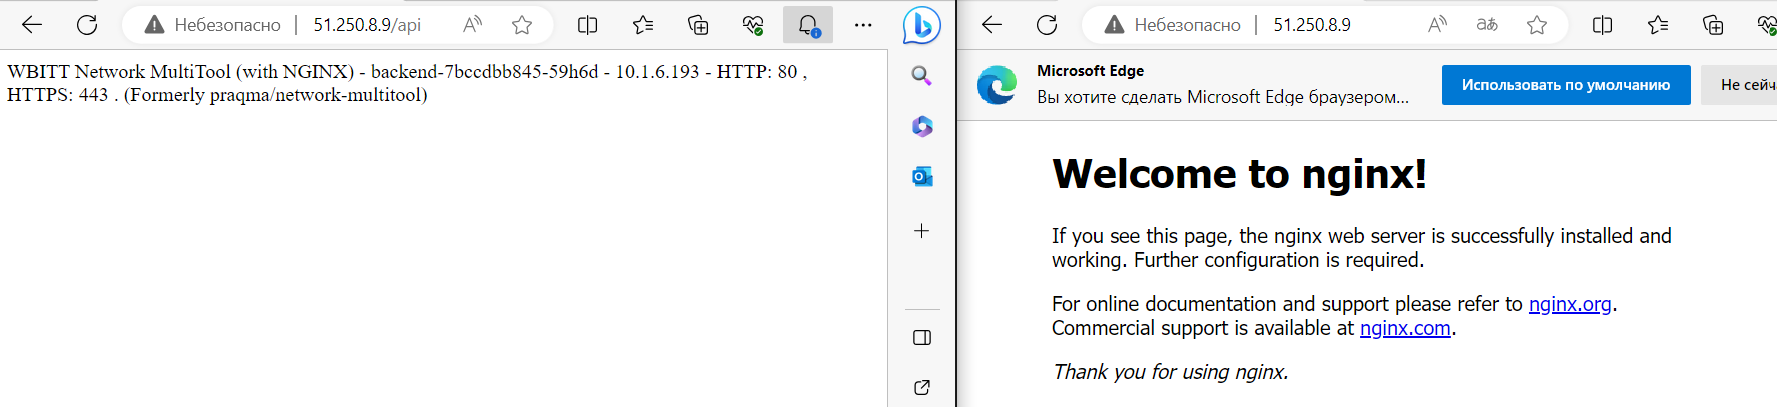 Небезопасно | 51.250.8.9/api
WBITT Network MultiTool (with NGINX) - backend-7bccdbb845-59h6d - 10.1.6.193 - HTTP: 80 ,
HTTPS: 443 . (Formerly praqma/network-multitool)
Небезопасно | 51.250.8.9
Microsoft Edge
Вы хотите сделать Microsoft Edge браузером...
Использовать по умолчанию
Не сейч
Welcome to nginx!
If you see this page, the nginx web server is successfully installed and
working. Further configuration is required.
For online documentation and support please refer to nginx.org.
Commercial support is available at nginx.com.
Thank you for using nginx.